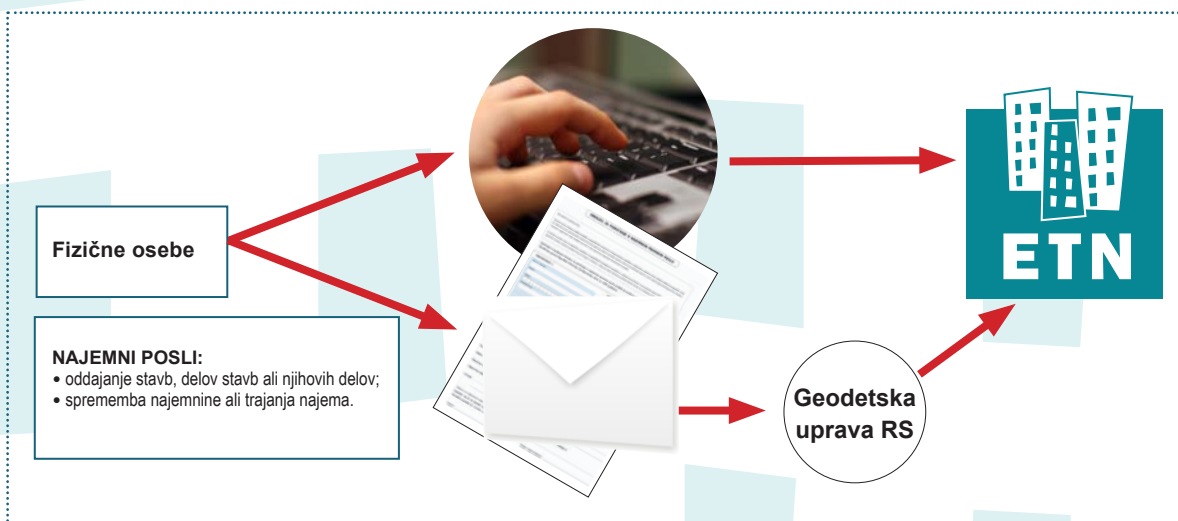 Fizične osebe
NAJEMNI POSLI:
• oddajanje stavb, delov stavb ali njihovih delov;
• sprememba najemnine ali trajanja najema.
Geodetska
uprava RS
ETN